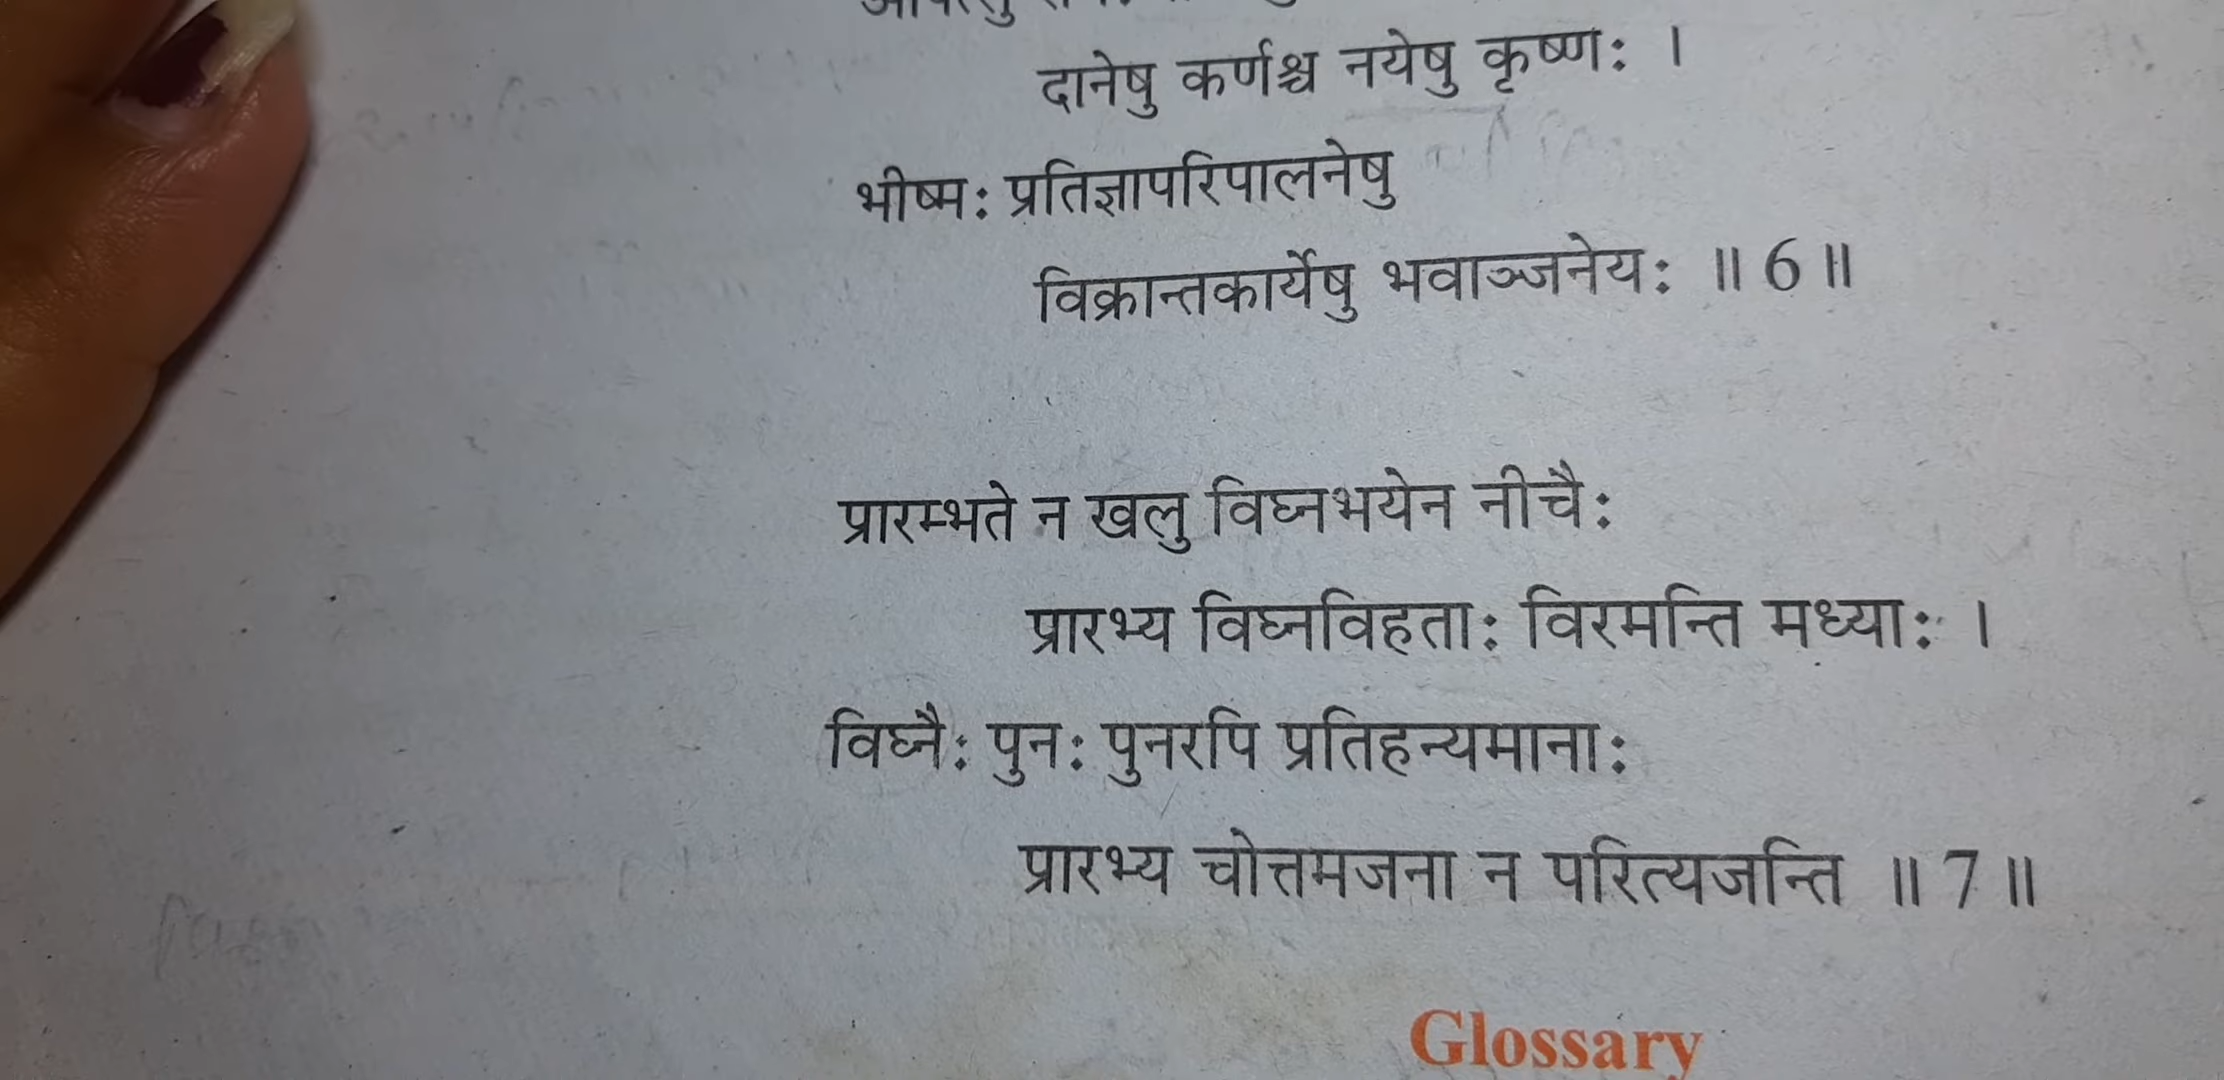 दानेषु कर्णश्च नयेषु कृष्णः ।
भीष्मः प्रतिज्ञापरिपालनेषु
विक्रान्तकार्येषु भवाञ्जनेयः ॥ 6 ॥
प्रारम्भते न खलु विघ्नभयेन नीचैः
प्रारभ्य विघ्नविहताः विरमन्ति मध्याः ।
विघ्नैः पुनः पुनरपि प्रतिहन्यमानाः
प्रारभ्य चोत्तमजना न परित्यजन्ति ॥ 7 ॥
Glossary